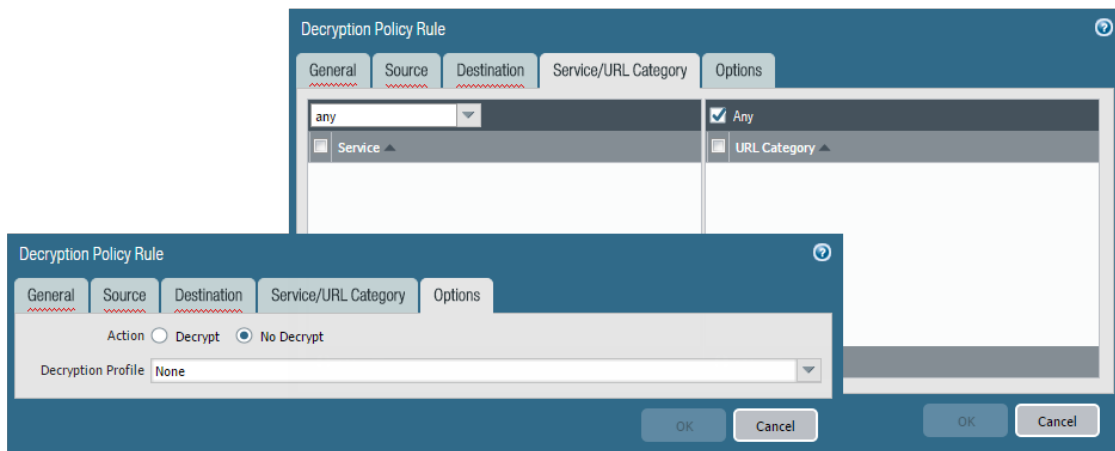 Decryption Policy Rule
General Source Destination Service/URL Category Options
any Any
Service URL Category
Decryption Policy Rule
General Source Destination Service/URL Category Options
Action Decrypt No Decrypt
Decryption Profile None
OK Cancel
OK Cancel